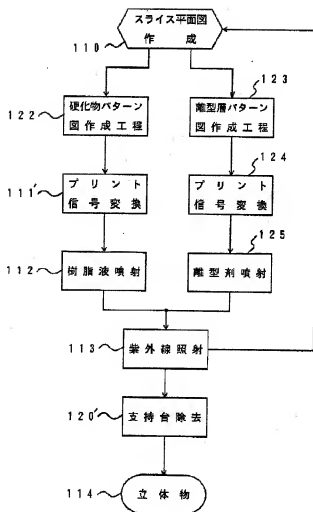 スライス平面図
作 成
110
122
硬化物パターン
図作成工程
123
離型層パターン
図作成工程
111'
プリント
信号変換
124
プリント
信号変換
112
樹脂液噴射
125
離型剤噴射
113
紫外線照射
120'
支持台除去
114
立体物